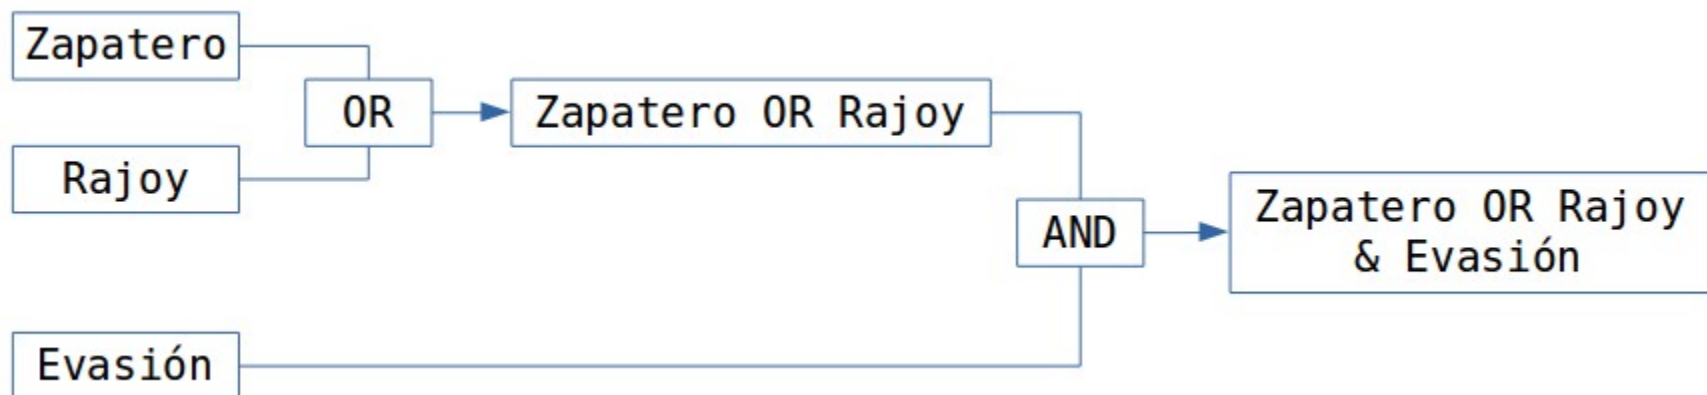 Zapatero
OR
Zapatero OR Rajoy
Rajoy
AND
Zapatero OR Rajoy
& Evasión
Evasión